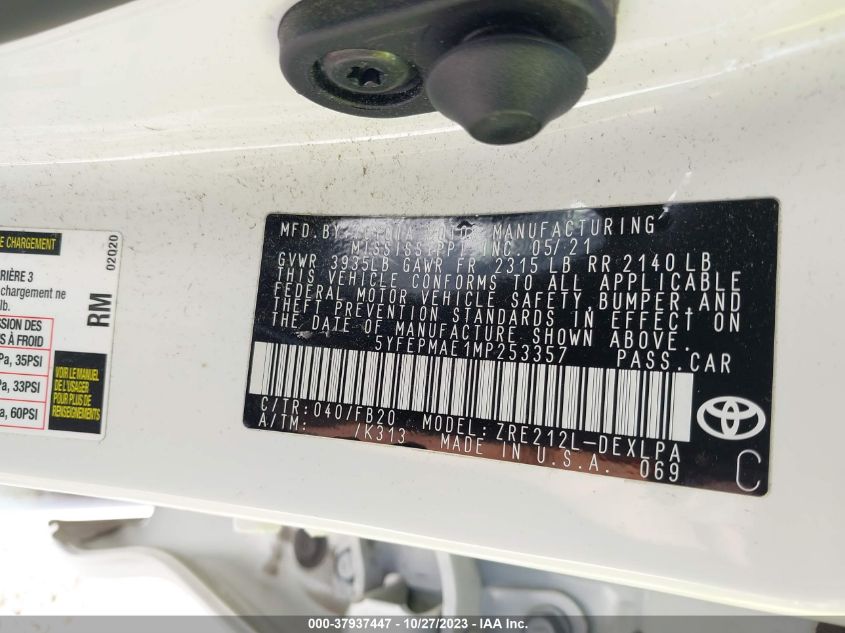 E CHARGEMENT
RIÈRE 3
chargement ne
lb.
SSION DES
S À FROID
Pa, 35PSI
Pa, 33PSI
a, 60PSI
VOIR LE MANUEL
DE L'USAGER
POUR PLUS DE
RENSEIGNEMENTS
RM
02020
MFD.BY MANUFACTURING
MISSISSIPPI, INC. 05/21
GVWR 3935LB GAWR FR 2315 LB RR 2140 LB
THIS VEHICLE CONFORMS TO ALL APPLICABLE
FEDERAL MOTOR VEHICLE SAFETY, BUMPER AND
THEFT PREVENTION STANDARDS IN EFFECT ON
THE DATE OF MANUFACTURE SHOWN ABOVE.
5YFEPMAE1MP253357 PASS.CAR
C/TR:040/FB20 MODEL:ZRE212L-DEXLPA
A/TM: /K313 MADE IN U.S.A. 069
C
000-37937447 - 10/27/2023 - IAA Inc.